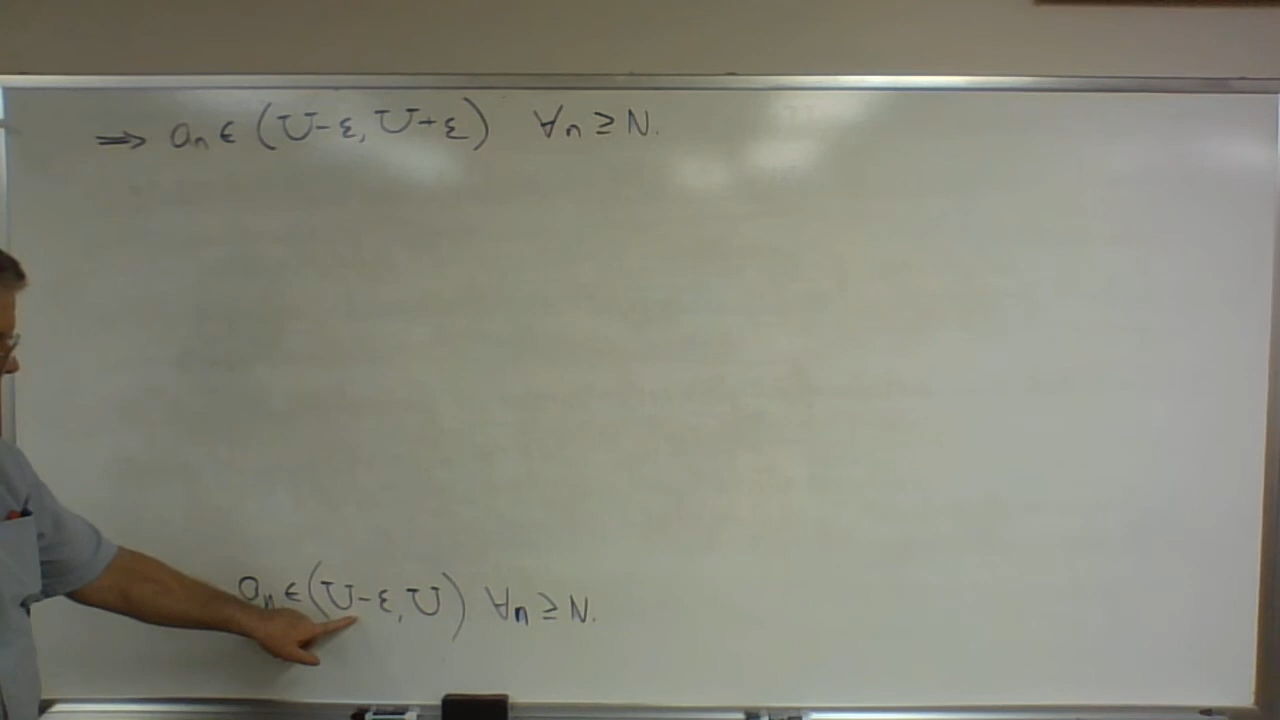 ⟹ aₙ ∈ (U-ε, U+ε) ∀n ≥ N.
aₙ ∈ (U-ε, U) ∀n ≥ N.